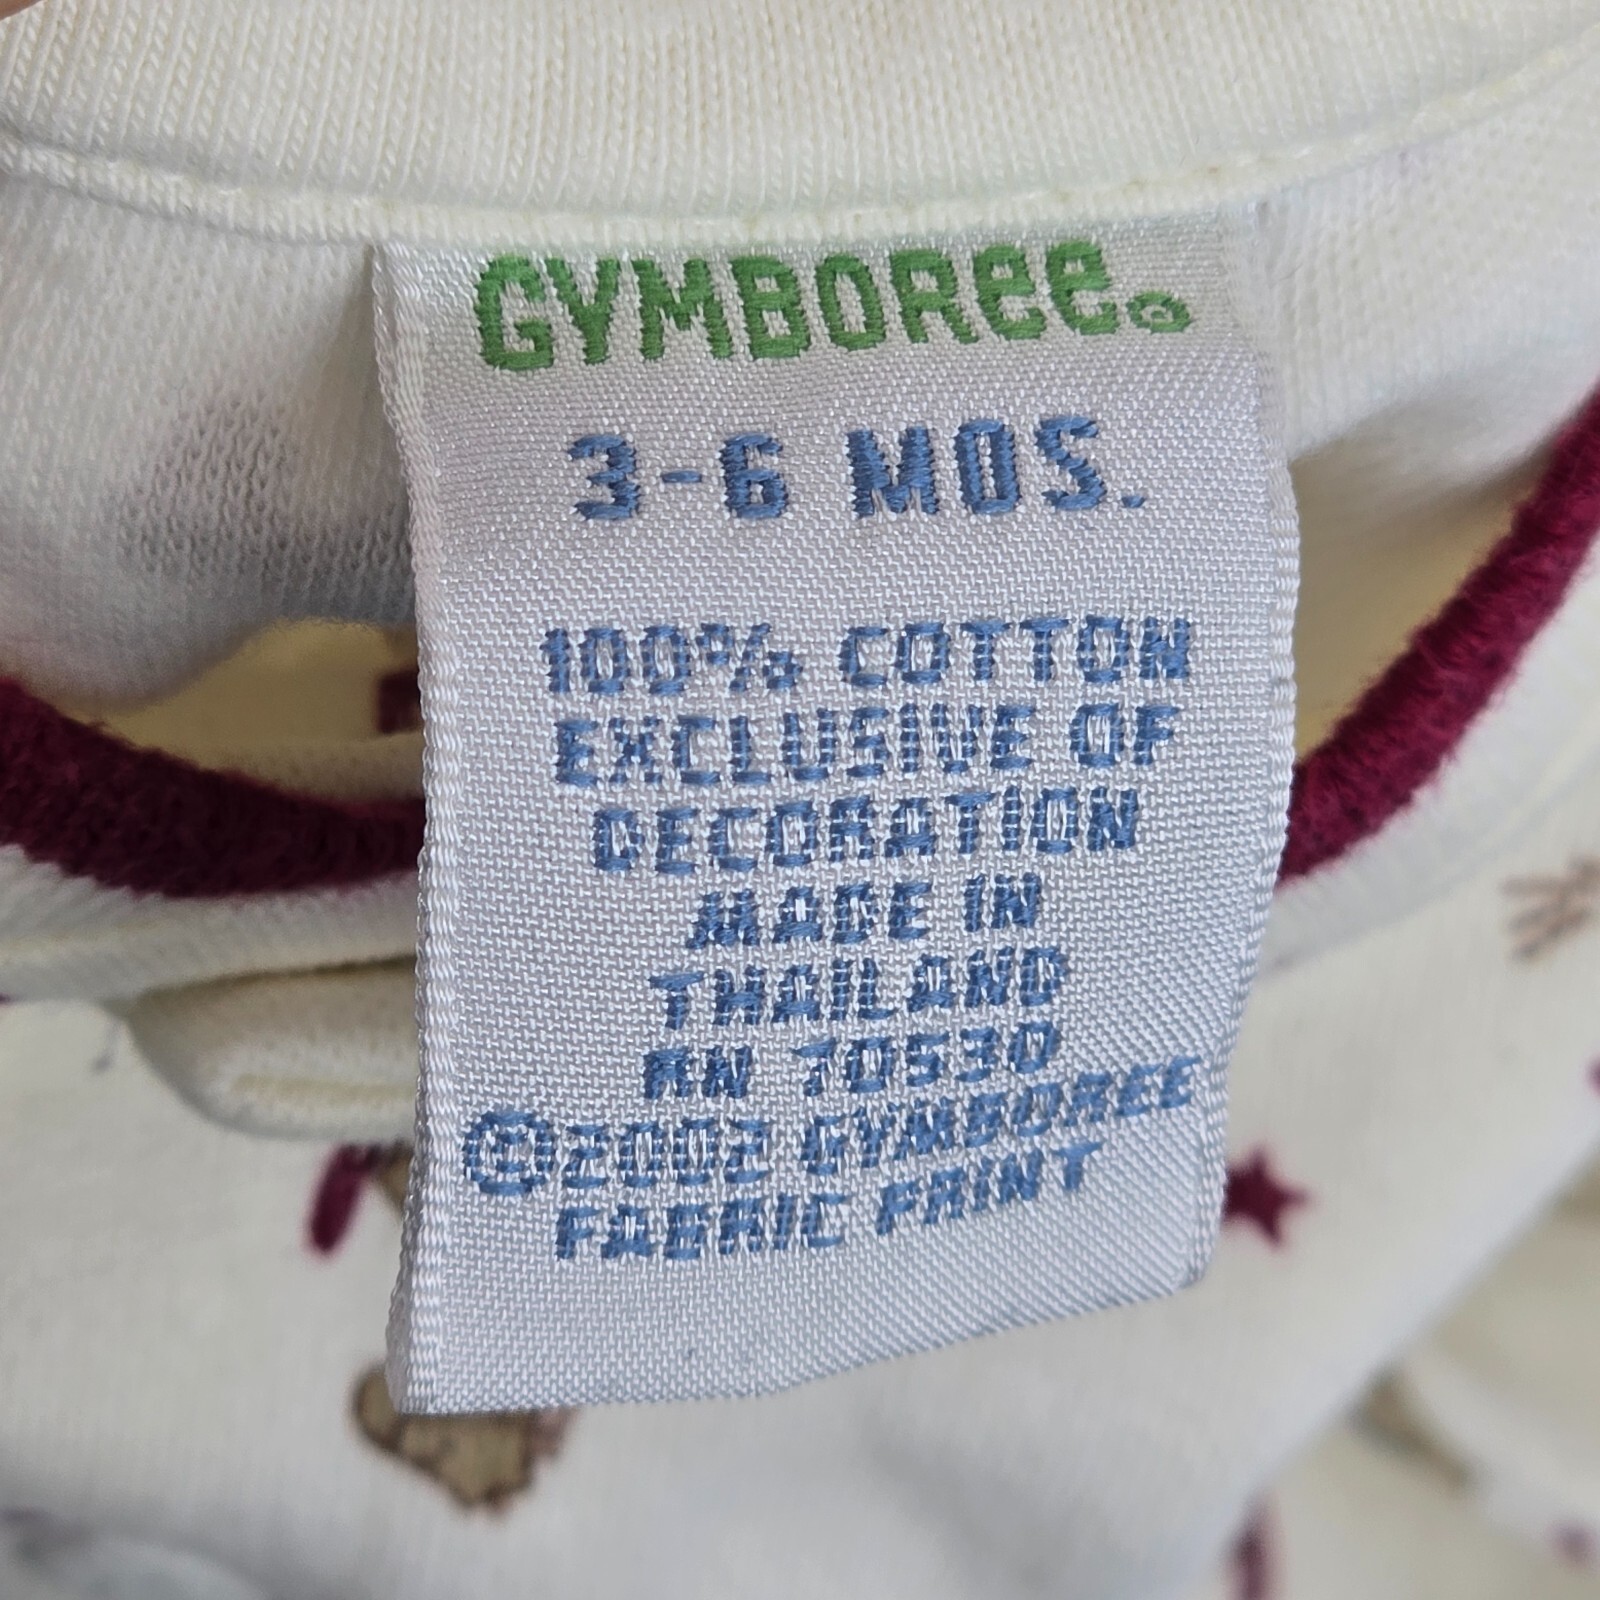 GYMBOREE®
3-6 MOS.
100% COTTON
EXCLUSIVE OF
DECORATION
MADE IN
THAILAND
RN 70530
©2002 GYMBOREE
FABRIC PRINT